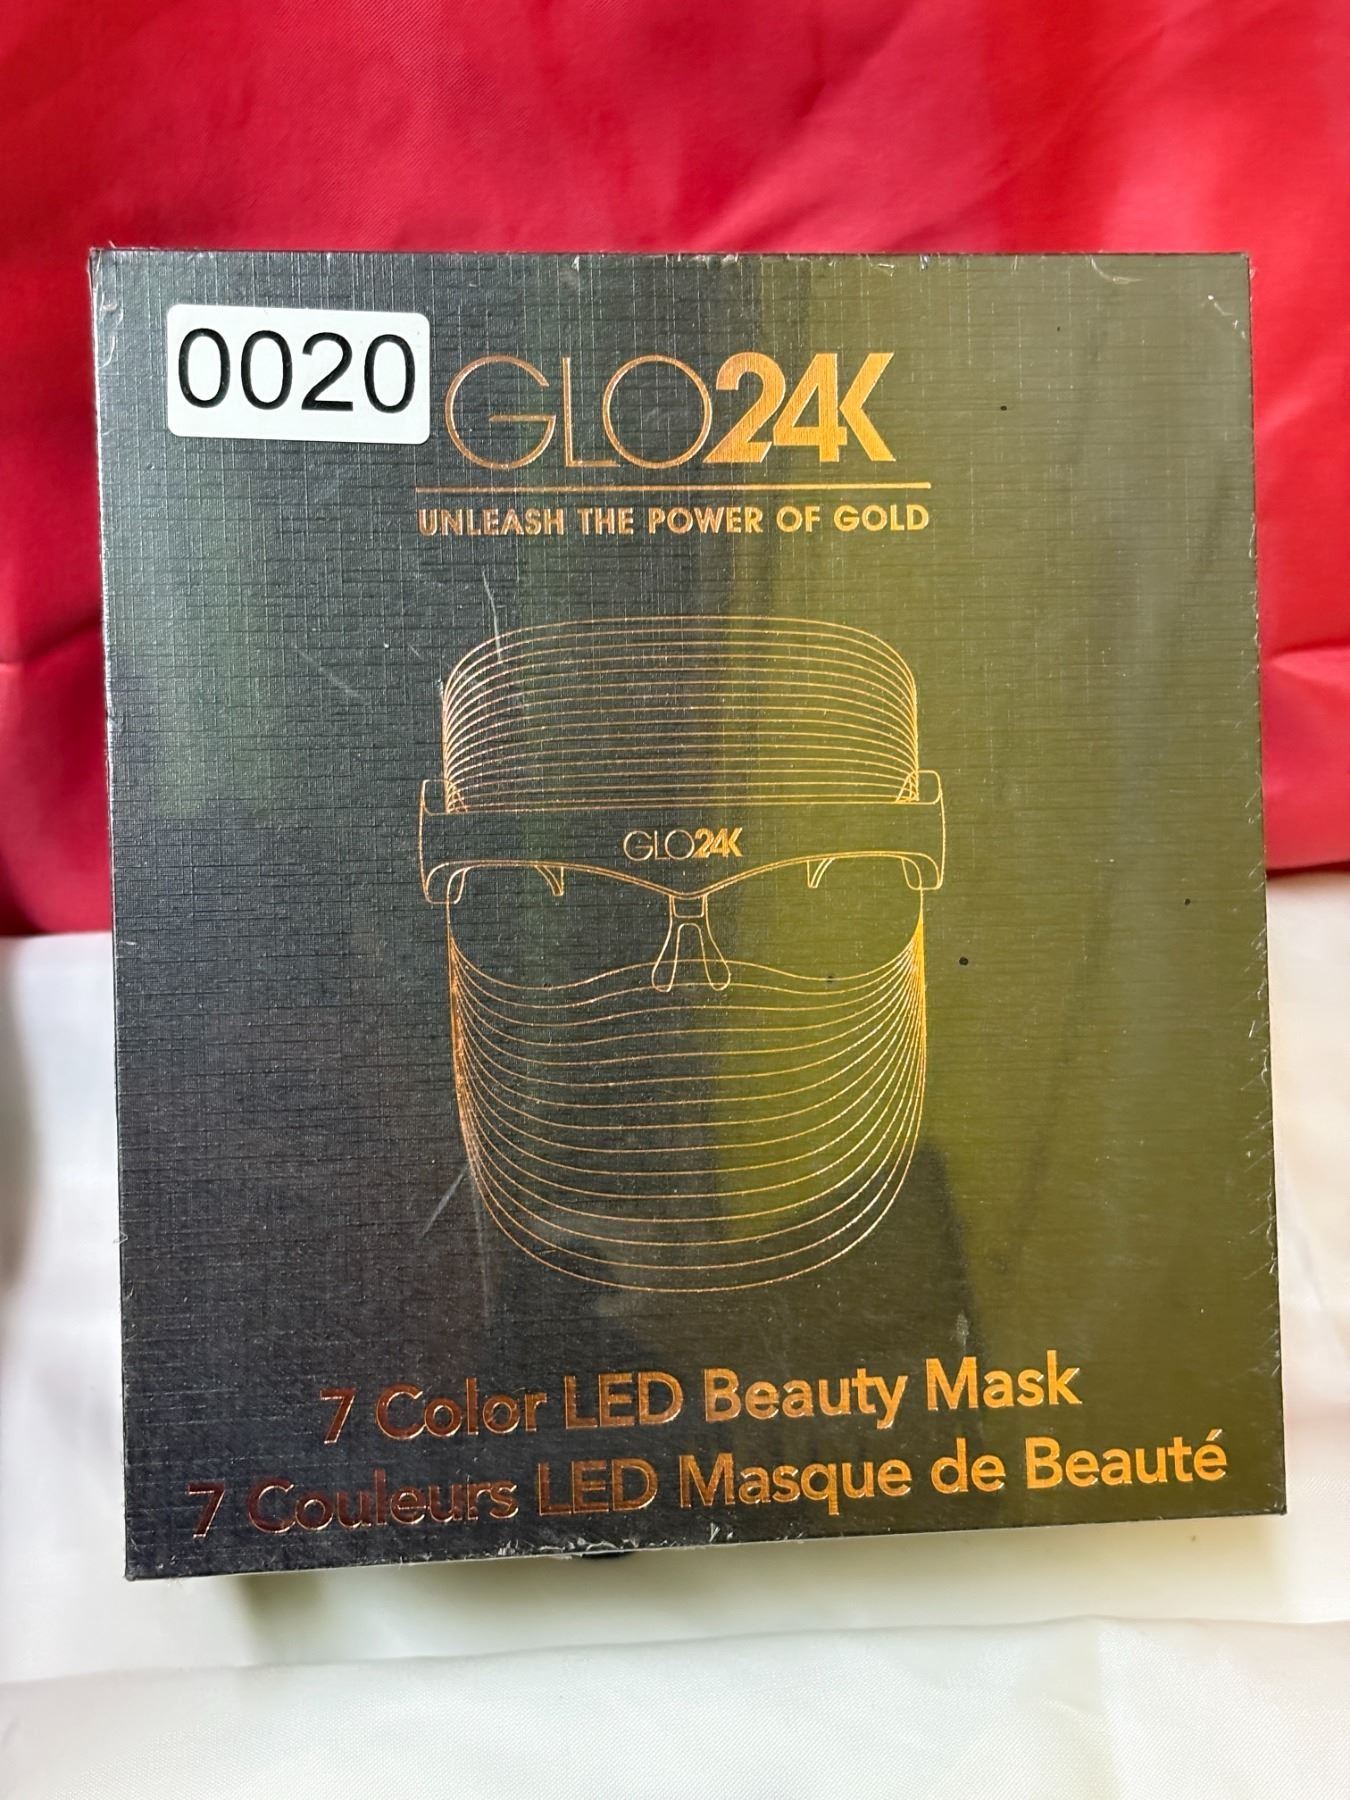 0020
GLO24K
UNLEASH THE POWER OF GOLD
GLO24K
7 Color LED Beauty Mask
7 Couleurs LED Masque de Beauté